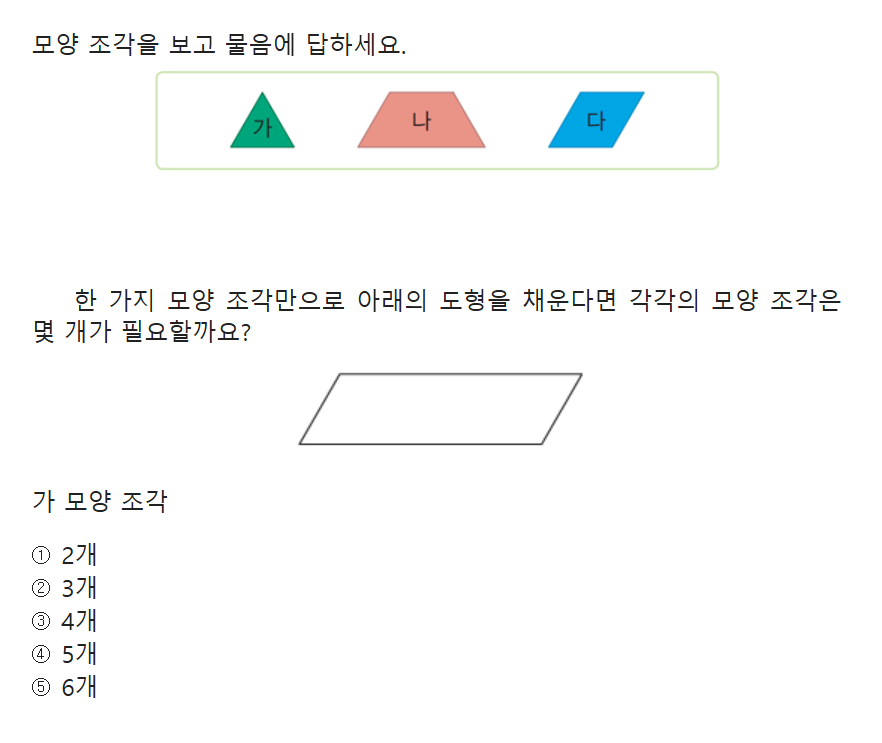 모양 조각을 보고 물음에 답하세요.
가 나 다
한 가지 모양 조각만으로 아래의 도형을 채운다면 각각의 모양 조각은
몇 개가 필요할까요?
가 모양 조각
① 2개
② 3개
③ 4개
④ 5개
⑤ 6개